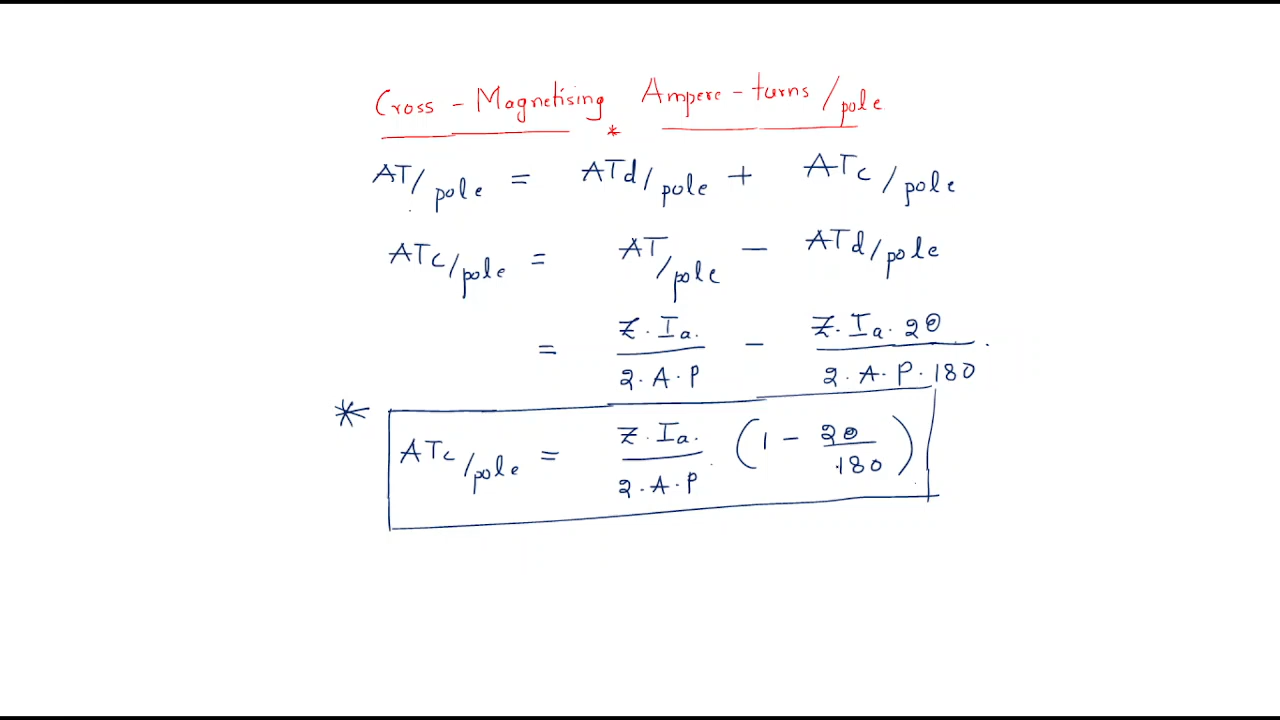 Cross - Magnetising Ampere - turns / pole
*
AT/pole = ATd/pole + ATc/pole
ATc/pole = AT/pole - ATd/pole
= Z. Ia. / 2. A. P - Z. Ia. 2θ / 2. A. P. 180
* ATc/pole = Z. Ia. / 2. A. P (1 - 2θ / 180)